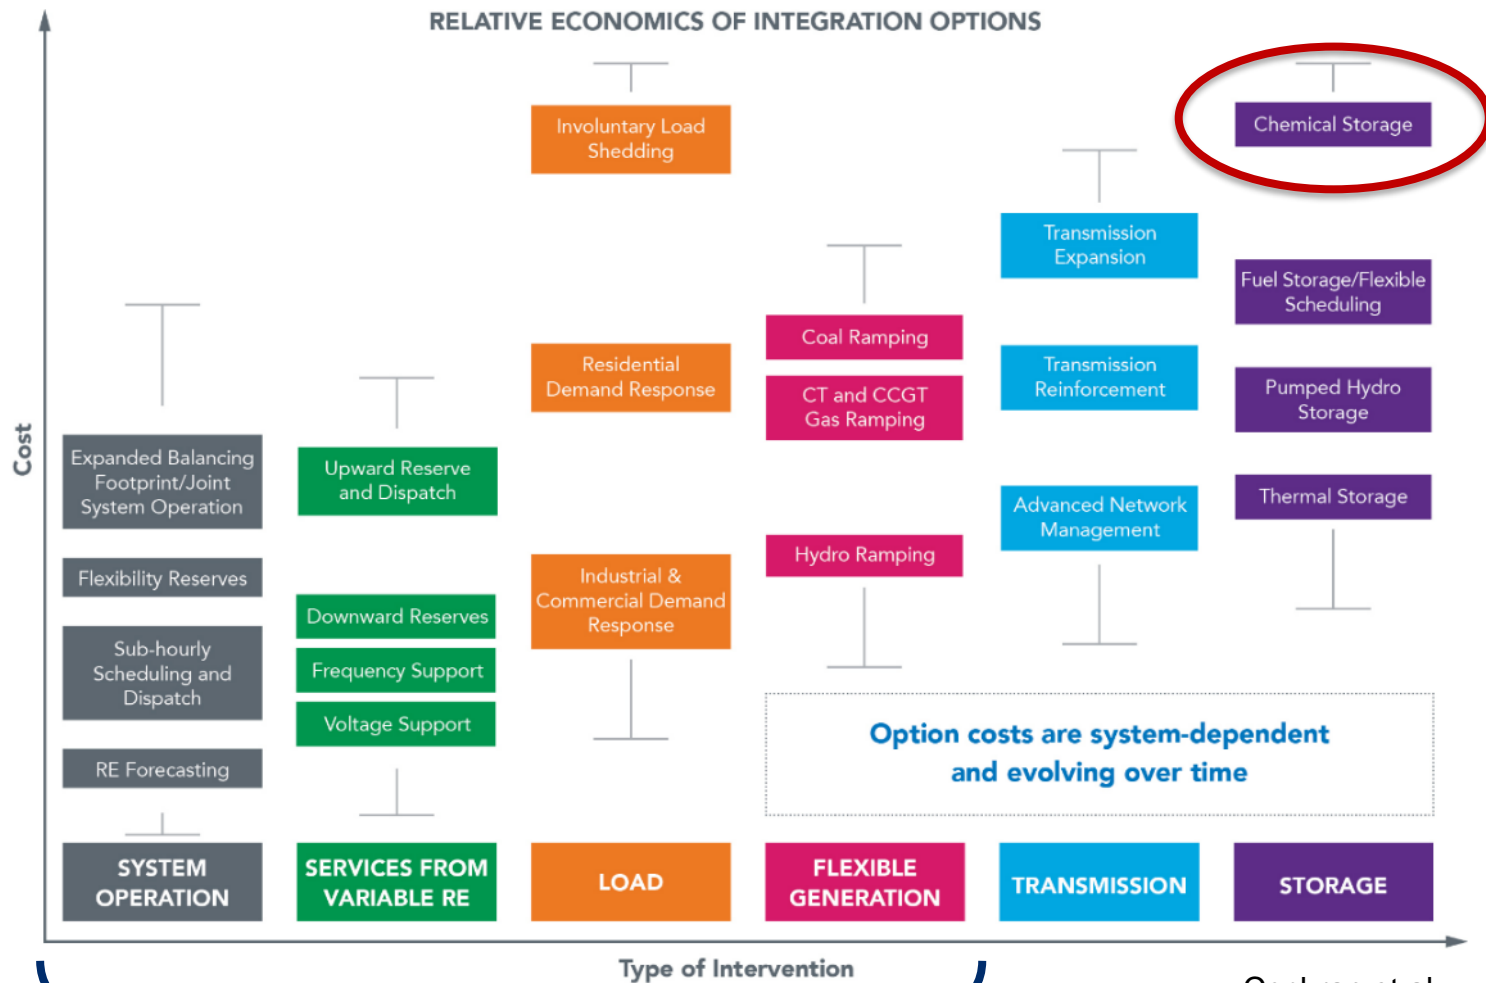 RELATIVE ECONOMICS OF INTEGRATION OPTIONS
Cost
Expanded Balancing
Footprint/Joint
System Operation
Flexibility Reserves
Sub-hourly
Scheduling and
Dispatch
RE Forecasting
SYSTEM
OPERATION
Upward Reserve
and Dispatch
Downward Reserves
Frequency Support
Voltage Support
SERVICES FROM
VARIABLE RE
Involuntary Load
Shedding
Residential
Demand Response
Industrial &
Commercial Demand
Response
LOAD
Coal Ramping
CT and CCGT
Gas Ramping
Hydro Ramping
FLEXIBLE
GENERATION
Transmission
Expansion
Transmission
Reinforcement
Advanced Network
Management
TRANSMISSION
Chemical Storage
Fuel Storage/Flexible
Scheduling
Pumped Hydro
Storage
Thermal Storage
STORAGE
Option costs are system-dependent
and evolving over time
Type of Intervention
et al